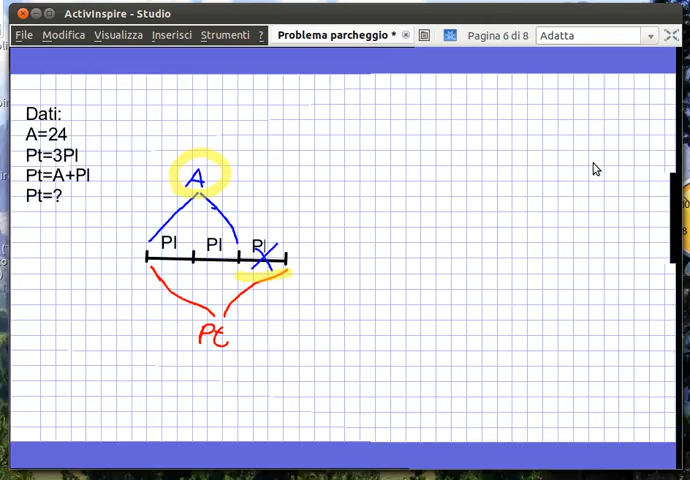 ActivInspire - Studio
File Modifica Visualizza Inserisci Strumenti ? Problema parcheggio * Pagina 6 di 8 Adatta
Dati:
A=24
Pt=3Pl
Pt=A+Pl
Pt=?
A
Pl Pl Pl
Pt